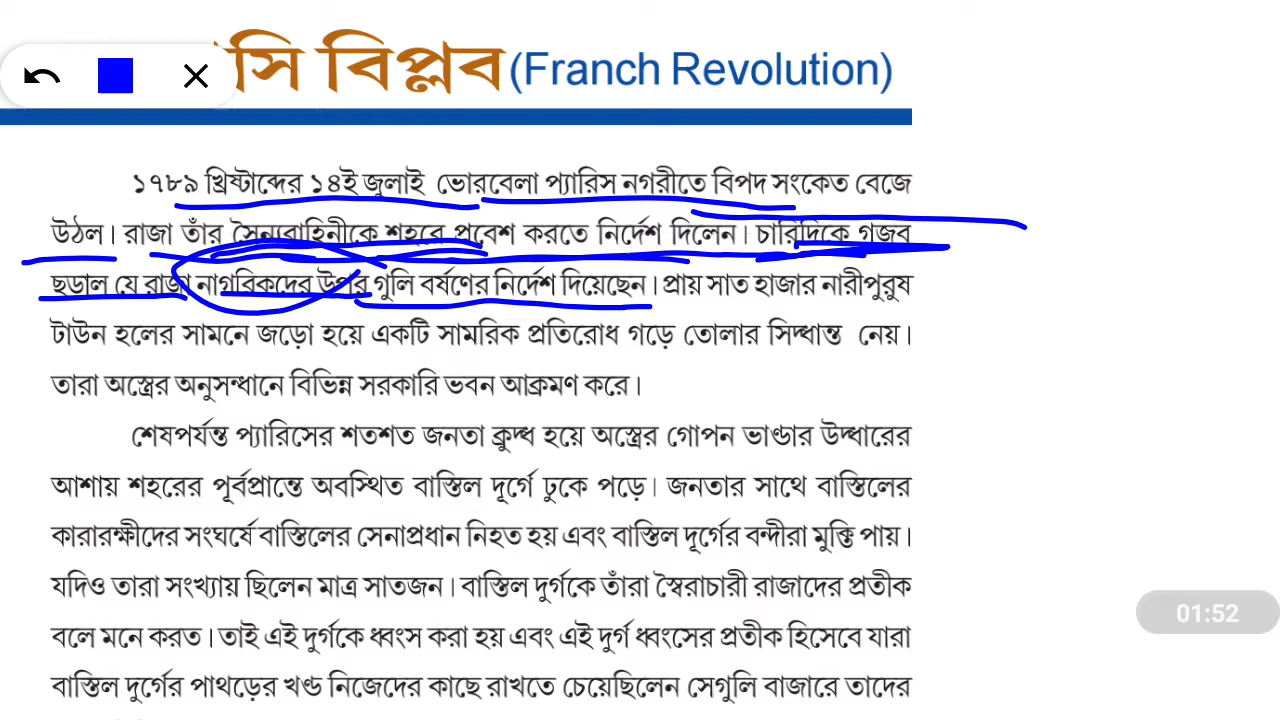 সি বিপ্লব (Franch Revolution)
১৭৮৯ খ্রিষ্টাব্দের ১৪ই জুলাই ভোরবেলা প্যারিস নগরীতে বিপদ সংকেত বেজে
উঠল। রাজা তাঁর সৈন্যবাহিনীকে শহরে প্রবেশ করতে নির্দেশ দিলেন। চারিদিকে গুজব
ছড়াল যে রাজা নাগরিকদের উপর গুলি বর্ষণের নির্দেশ দিয়েছেন। প্রায় সাত হাজার নারীপুরুষ
টাউন হলের সামনে জড়ো হয়ে একটি সামরিক প্রতিরোধ গড়ে তোলার সিদ্ধান্ত নেয়।
তারা অস্ত্রের অনুসন্ধানে বিভিন্ন সরকারি ভবন আক্রমণ করে।
শেষপর্যন্ত প্যারিসের শতশত জনতা ক্রুদ্ধ হয়ে অস্ত্রের গোপন ভাণ্ডার উদ্ধারের
আশায় শহরের পূর্বপ্রান্তে অবস্থিত বাস্তিল দূর্গে ঢুকে পড়ে। জনতার সাথে বাস্তিলের
কারারক্ষীদের সংঘর্ষে বাস্তিলের সেনাপ্রধান নিহত হয় এবং বাস্তিল দূর্গের বন্দীরা মুক্তি পায়।
যদিও তারা সংখ্যায় ছিলেন মাত্র সাতজন। বাস্তিল দুর্গকে তাঁরা স্বৈরাচারী রাজাদের প্রতীক
বলে মনে করত। তাই এই দুর্গকে ধ্বংস করা হয় এবং এই দুর্গ ধ্বংসের প্রতীক হিসেবে যারা
বাস্তিল দুর্গের পাথড়ের খণ্ড নিজেদের কাছে রাখতে চেয়েছিলেন সেগুলি বাজারে তাদের
01:52